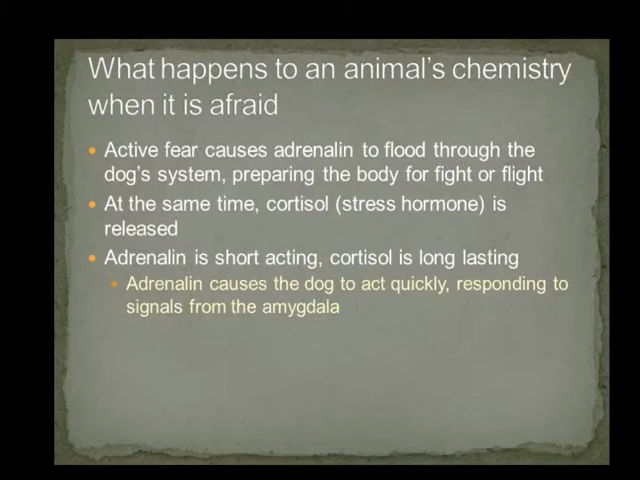 What happens to an animal's chemistry
when it is afraid
Active fear causes adrenalin to flood through the
dog's system, preparing the body for fight or flight
At the same time, cortisol (stress hormone) is
released
Adrenalin is short acting, cortisol is long lasting
Adrenalin causes the dog to act quickly, responding to
signals from the amygdala